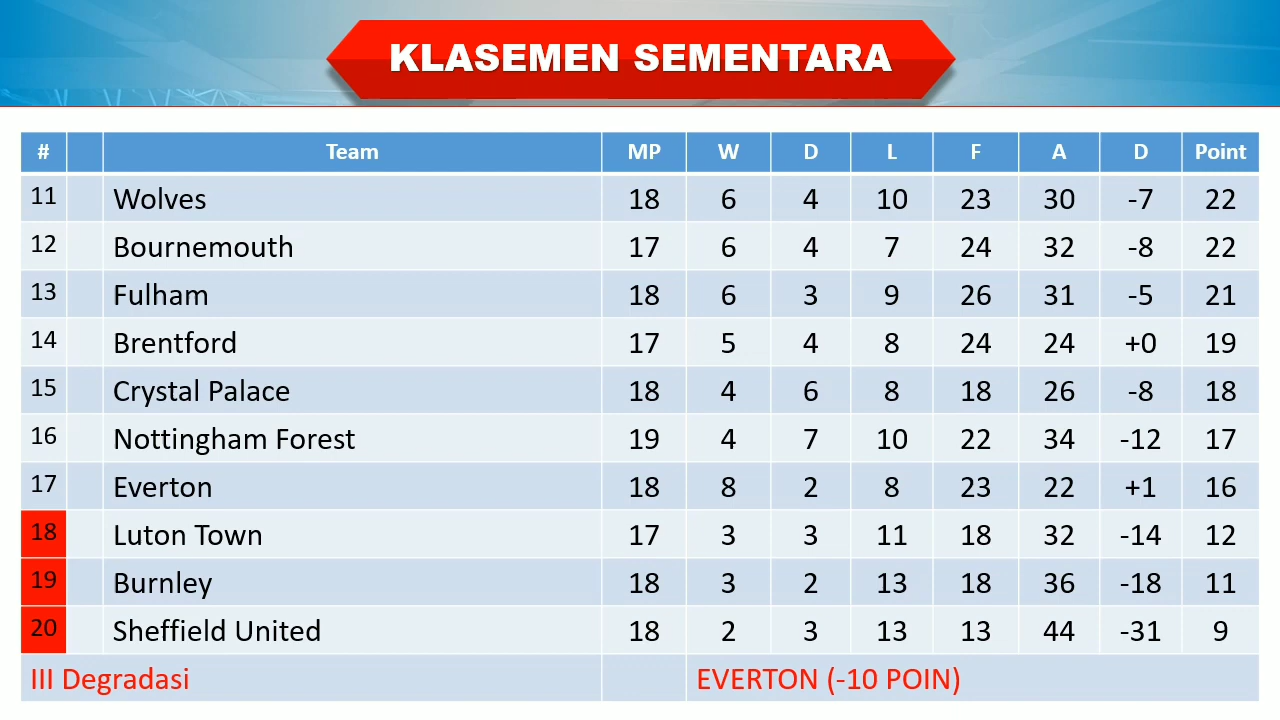 KLASEMEN SEMENTARA
# Team MP W D L F A D Point
11 Wolves 18 6 4 10 23 30 -7 22
12 Bournemouth 17 6 4 7 24 32 -8 22
13 Fulham 18 6 3 9 26 31 -5 21
14 Brentford 17 5 4 8 24 24 +0 19
15 Crystal Palace 18 4 6 8 18 26 -8 18
16 Nottingham Forest 19 4 7 10 22 34 -12 17
17 Everton 18 8 2 8 23 22 +1 16
18 Luton Town 17 3 3 11 18 32 -14 12
19 Burnley 18 3 2 13 18 36 -18 11
20 Sheffield United 18 2 3 13 13 44 -31 9
III Degradasi EVERTON (-10 POIN)